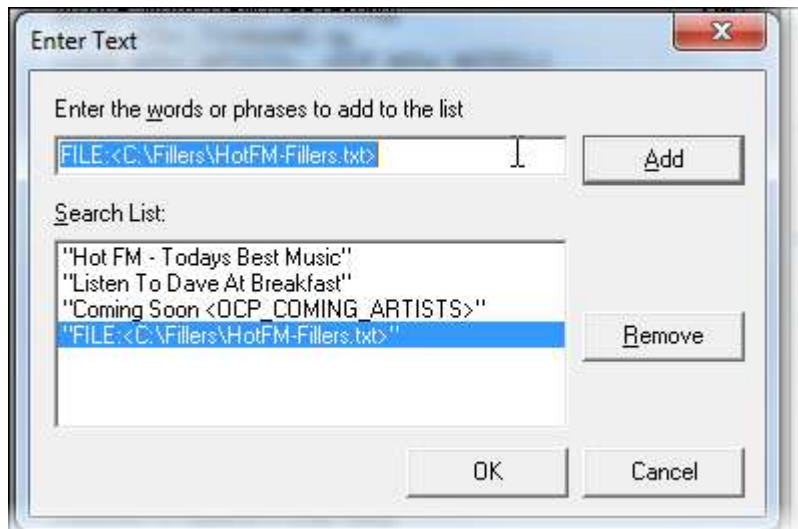 Enter Text
Enter the words or phrases to add to the list
FILE:<C:\Fillers\HotFM-Fillers.txt>
Add
Search List:
"Hot FM - Todays Best Music"
"Listen To Dave At Breakfast"
"Coming Soon <OCP_COMING_ARTISTS>"
"FILE:<C:\Fillers\HotFM-Fillers.txt>"
Remove
OK
Cancel